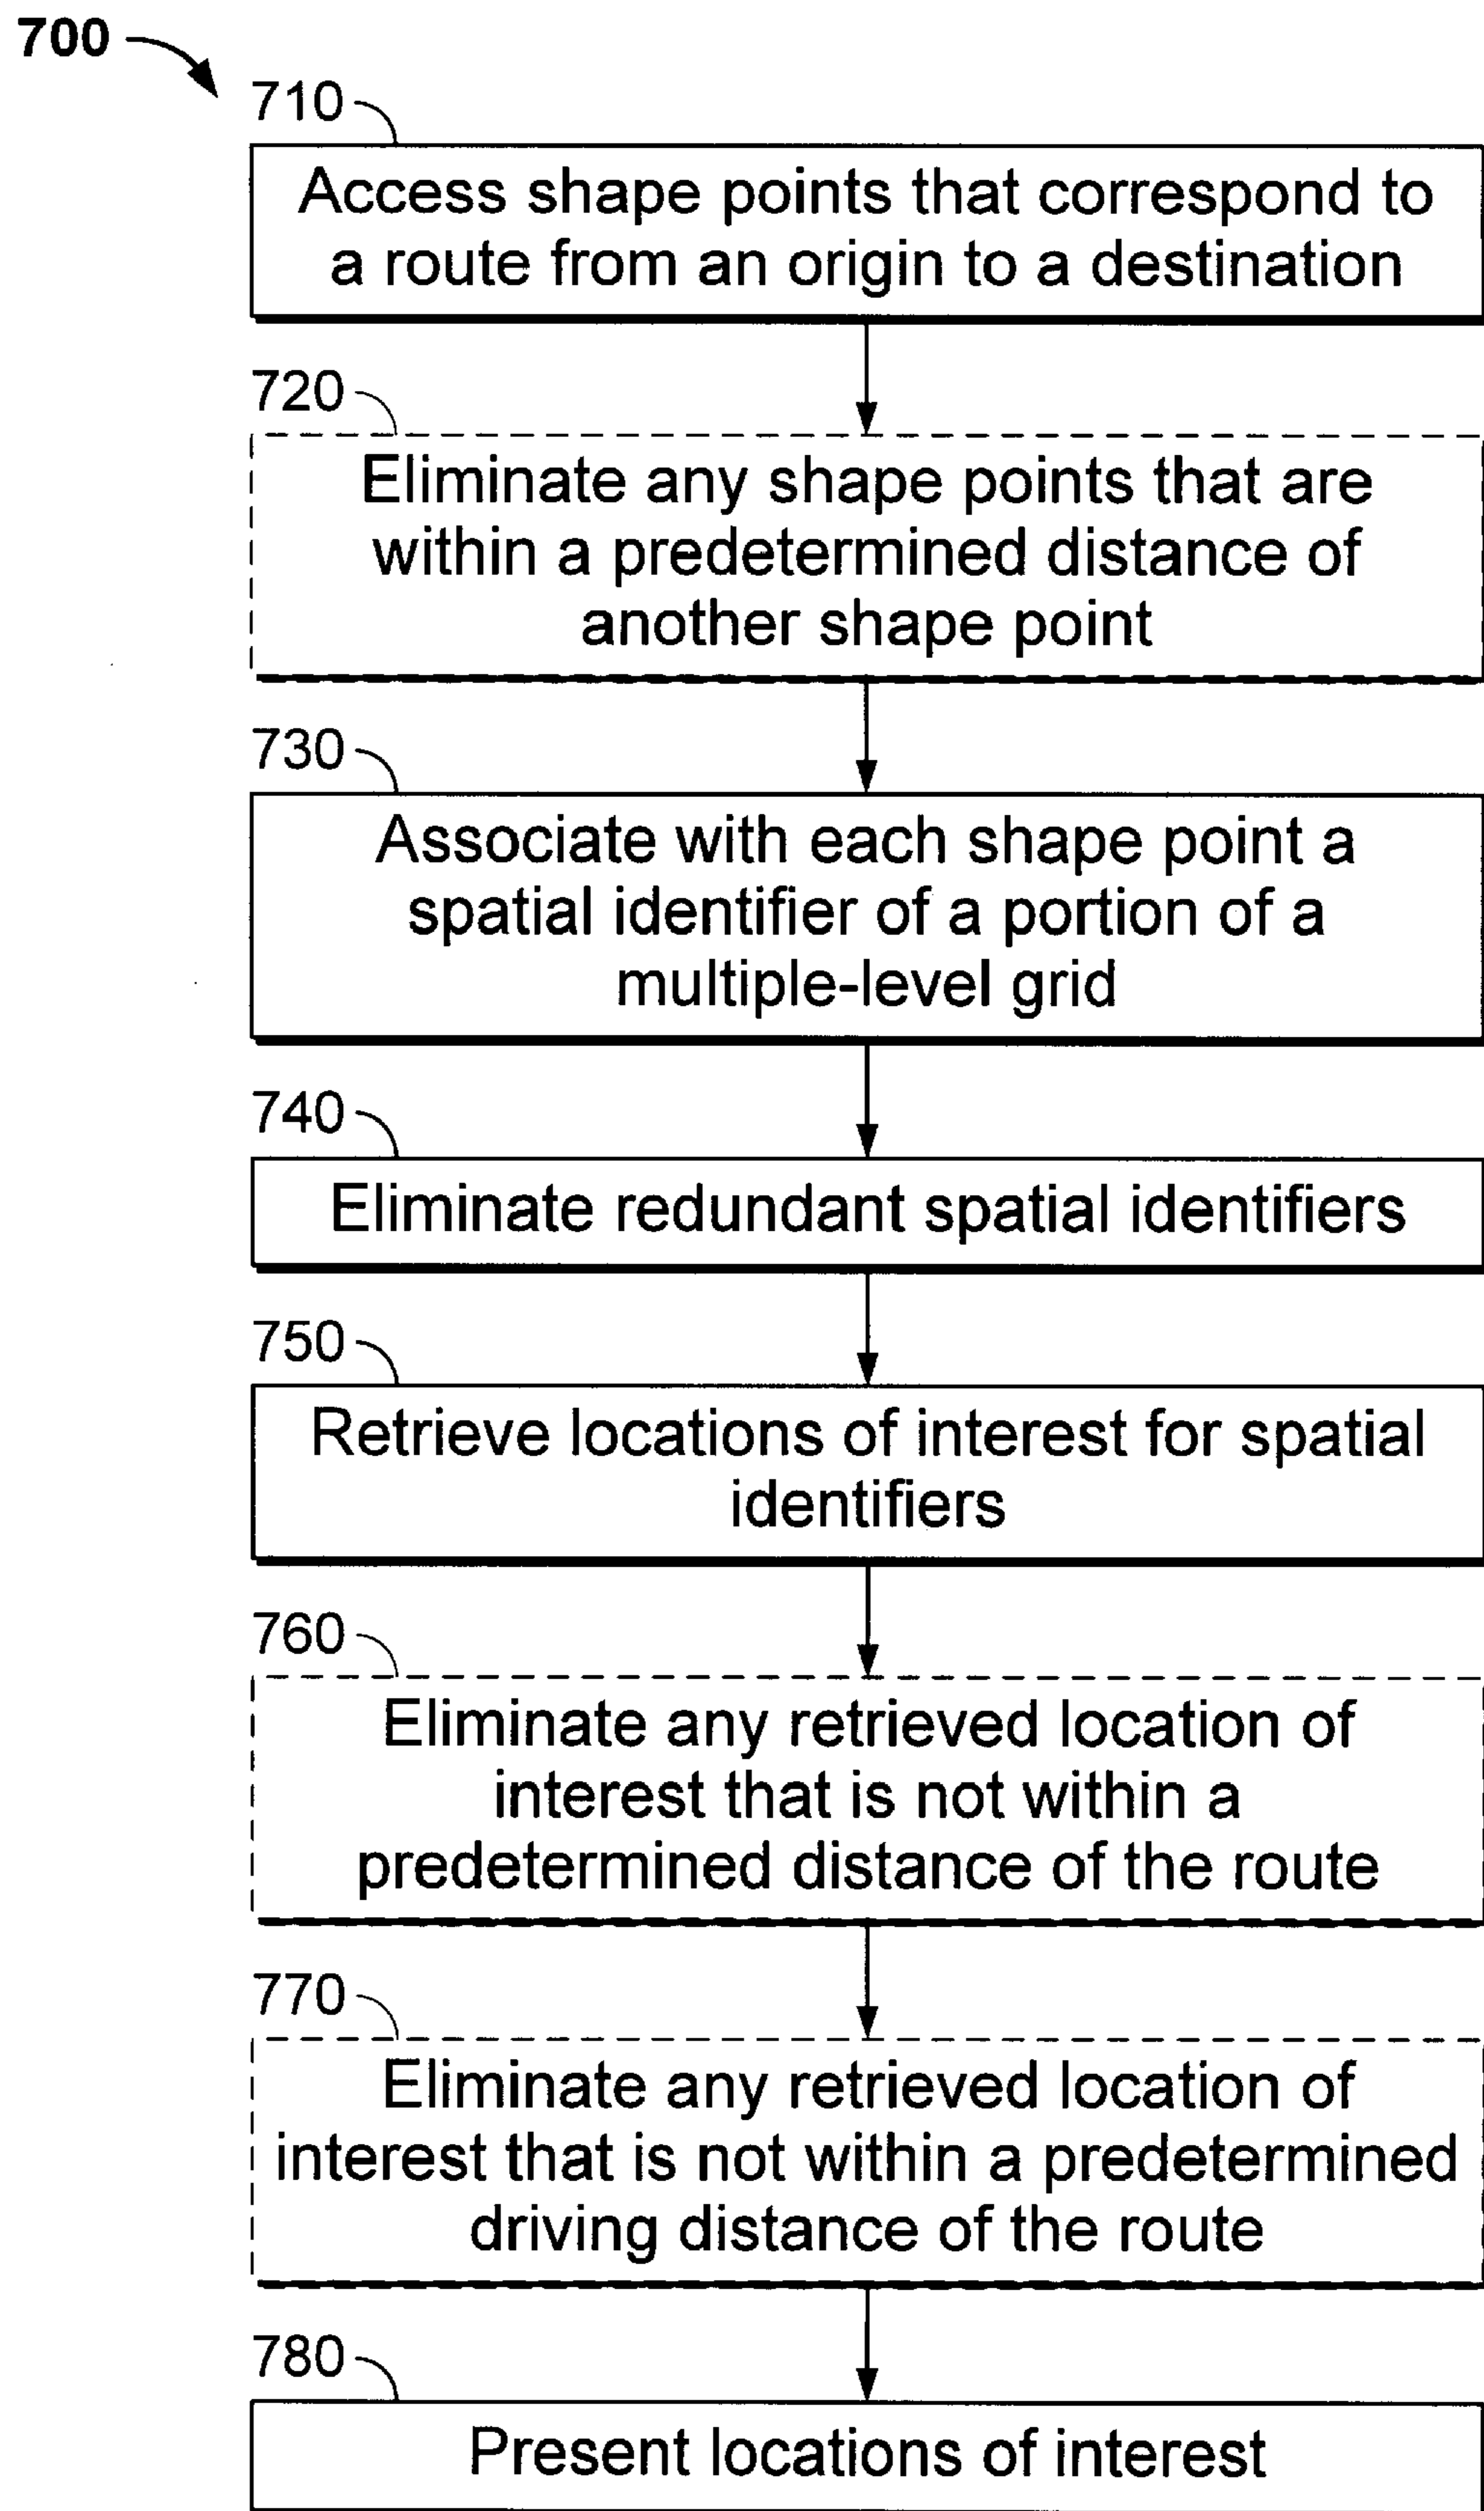 700
710
Access shape points that correspond to
a route from an origin to a destination
720
Eliminate any shape points that are
within a predetermined distance of
another shape point
730
Associate with each shape point a
spatial identifier of a portion of a
multiple-level grid
740
Eliminate redundant spatial identifiers
750
Retrieve locations of interest for spatial
identifiers
760
Eliminate any retrieved location of
interest that is not within a
predetermined distance of the route
770
Eliminate any retrieved location of
interest that is not within a predetermined
driving distance of the route
780
Present locations of interest